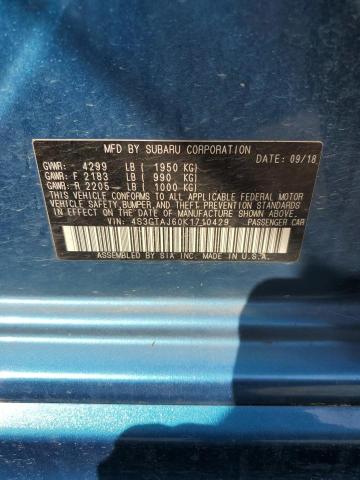 MFD BY SUBARU CORPORATION
DATE: 09/18
GVWR: 4299 LB ( 1950 KG)
GAWR: F 2183 LB ( 990 KG)
GAWR: R 2205 LB ( 1000 KG)
THIS VEHICLE CONFORMS TO ALL APPLICABLE FEDERAL MOTOR
VEHICLE SAFETY, BUMPER, AND THEFT PREVENTION STANDARDS
IN EFFECT ON THE DATE OF MANUFACTURE SHOWN ABOVE.
VIN: 4S3GTAJ60K1710429 PASSENGER CAR
ASSEMBLED BY SIA INC. MADE IN U.S.A.